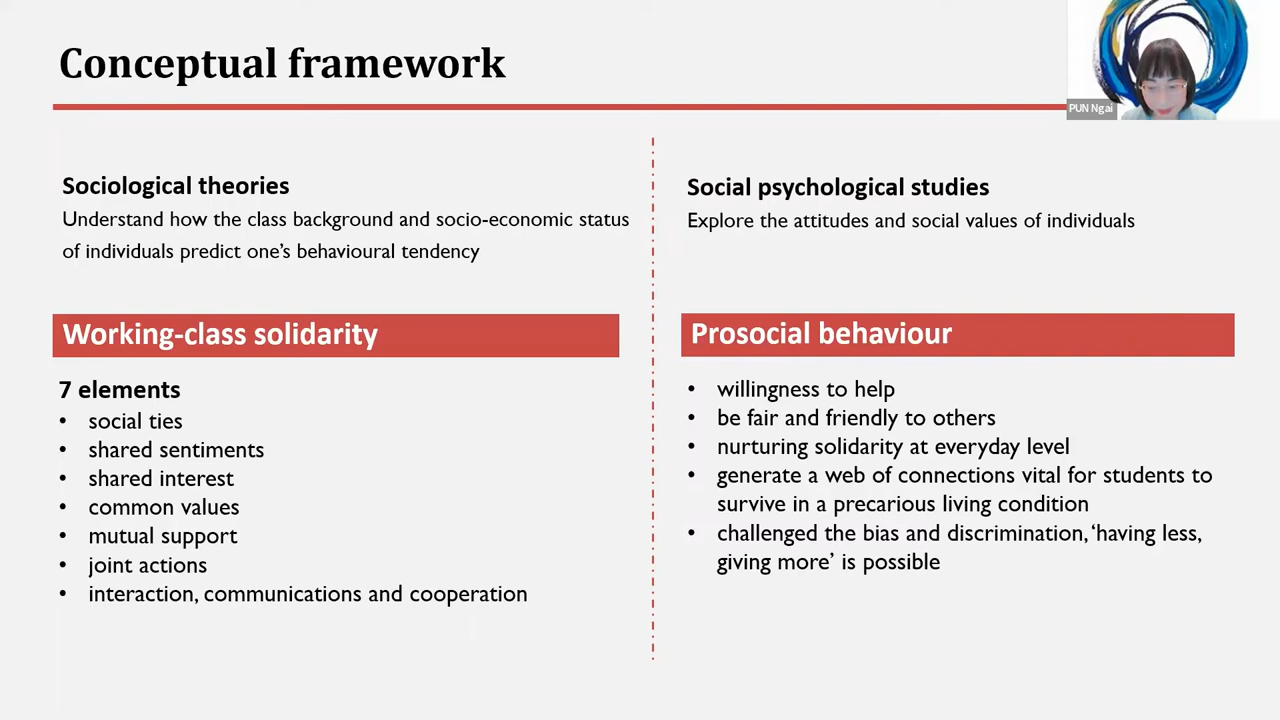 Conceptual framework
PUN Ngai
Sociological theories
Understand how the class background and socio-economic status
of individuals predict one’s behavioural tendency
Working-class solidarity
7 elements
• social ties
• shared sentiments
• shared interest
• common values
• mutual support
• joint actions
• interaction, communications and cooperation
Social psychological studies
Explore the attitudes and social values of individuals
Prosocial behaviour
• willingness to help
• be fair and friendly to others
• nurturing solidarity at everyday level
• generate a web of connections vital for students to
survive in a precarious living condition
• challenged the bias and discrimination, ‘having less,
giving more’ is possible